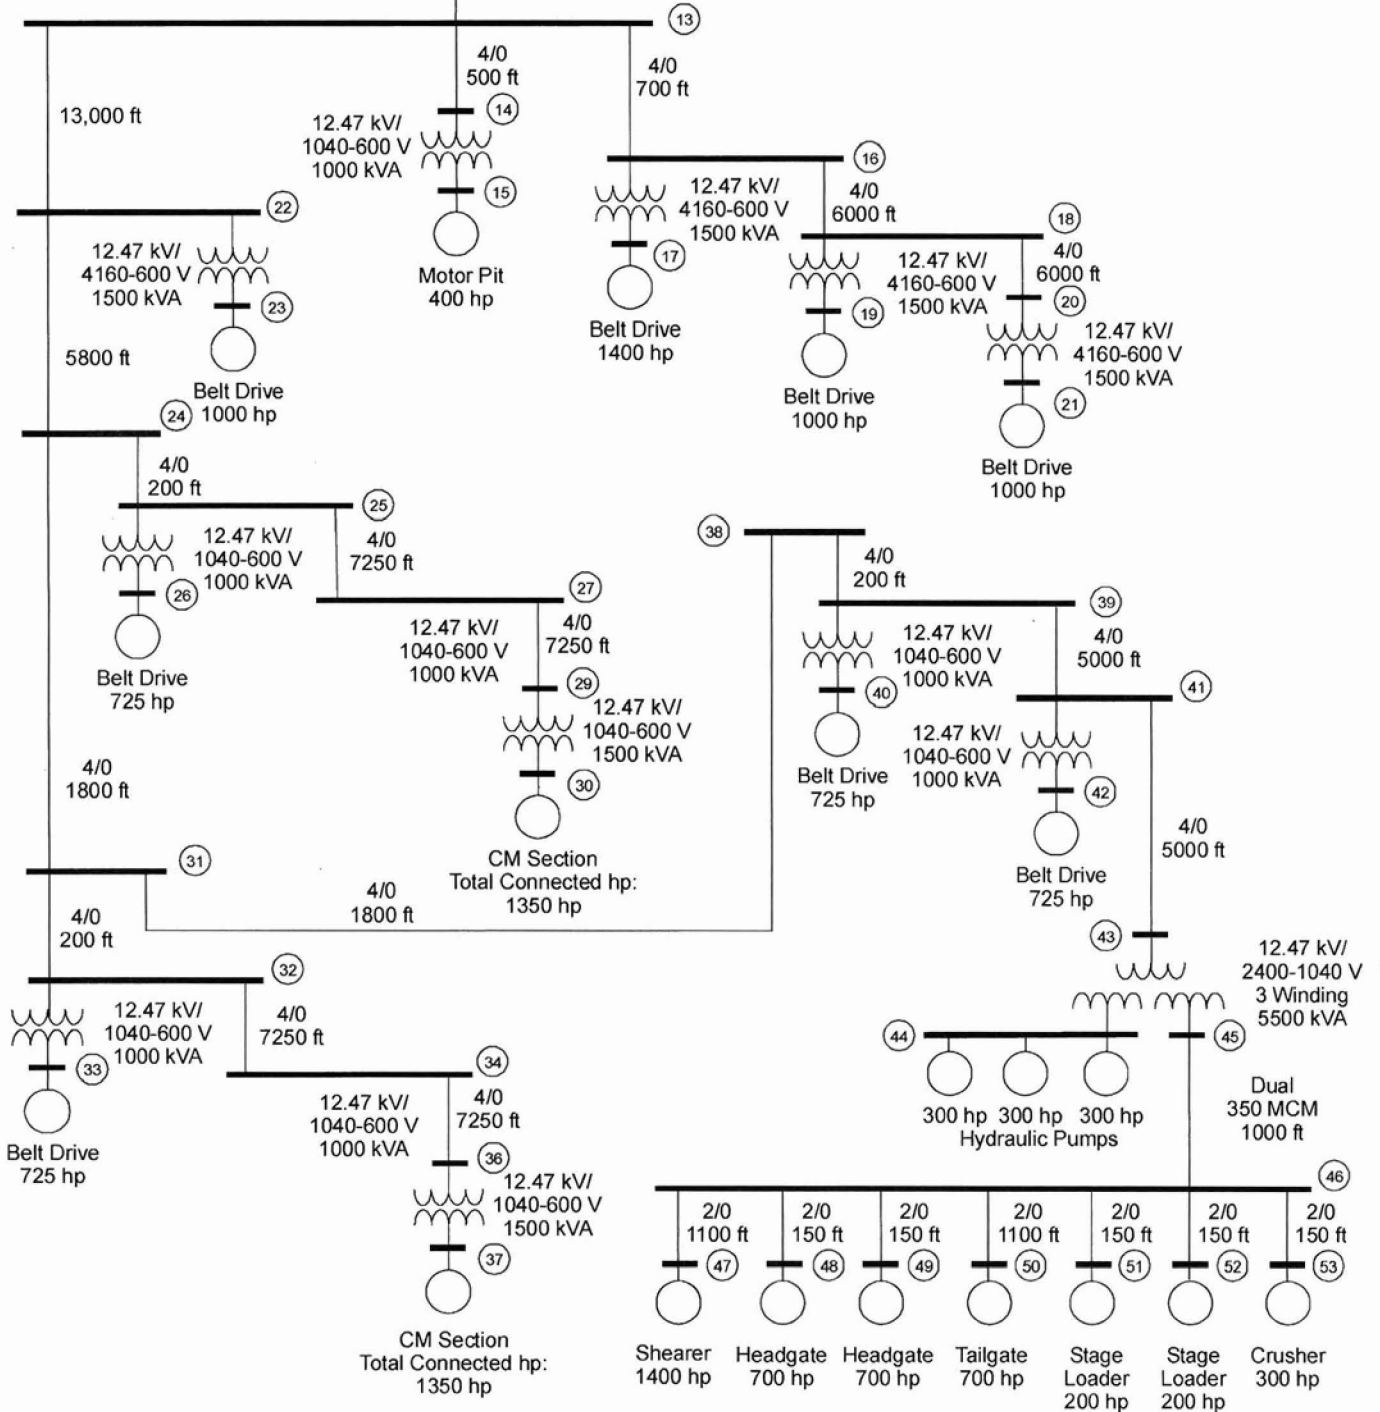 13
4/0
500 ft
4/0
700 ft
13,000 ft
14
12.47 kV/
1040-600 V
1000 kVA
15
Motor Pit
400 hp
16
12.47 kV/
4160-600 V
1500 kVA
4/0
6000 ft
17
Belt Drive
1400 hp
18
4/0
6000 ft
12.47 kV/
4160-600 V
1500 kVA
19
Belt Drive
1000 hp
20
12.47 kV/
4160-600 V
1500 kVA
21
Belt Drive
1000 hp
22
12.47 kV/
4160-600 V
1500 kVA
23
Belt Drive
1000 hp
5800 ft
24
4/0
200 ft
25
12.47 kV/
1040-600 V
1000 kVA
4/0
7250 ft
26
Belt Drive
725 hp
27
12.47 kV/
1040-600 V
1000 kVA
4/0
7250 ft
29
12.47 kV/
1040-600 V
1500 kVA
30
CM Section
Total Connected hp:
1350 hp
4/0
1800 ft
31
4/0
1800 ft
4/0
200 ft
32
12.47 kV/
1040-600 V
1000 kVA
4/0
7250 ft
33
Belt Drive
725 hp
34
12.47 kV/
1040-600 V
1000 kVA
4/0
7250 ft
36
12.47 kV/
1040-600 V
1500 kVA
37
CM Section
Total Connected hp:
1350 hp
38
4/0
200 ft
39
12.47 kV/
1040-600 V
1000 kVA
4/0
5000 ft
40
Belt Drive
725 hp
41
12.47 kV/
1040-600 V
1000 kVA
42
Belt Drive
725 hp
4/0
5000 ft
43
12.47 kV/
2400-1040 V
3 Winding
5500 kVA
44
45
300 hp 300 hp 300 hp
Hydraulic Pumps
Dual
350 MCM
1000 ft
46
2/0
1100 ft
2/0
150 ft
2/0
150 ft
2/0
1100 ft
2/0
150 ft
2/0
150 ft
2/0
150 ft
47
48
49
50
51
52
53
Shearer
1400 hp
Headgate
700 hp
Headgate
700 hp
Tailgate
700 hp
Stage
Loader
200 hp
Stage
Loader
200 hp
Crusher
300 hp